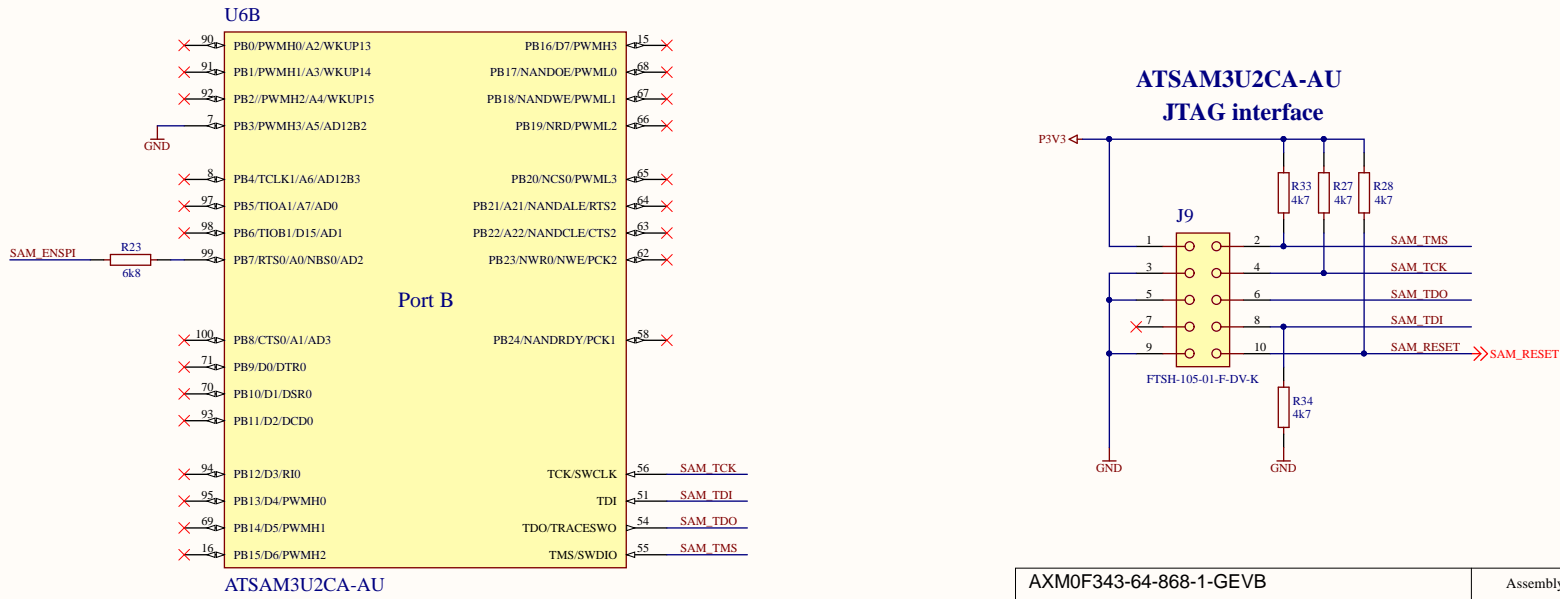 U6B
90 PB0/PWMH0/A2/WKUP13 PB16/D7/PWMH3 15
91 PB1/PWMH1/A3/WKUP14 PB17/NANDOE/PWML0 68
92 PB2//PWMH2/A4/WKUP15 PB18/NANDWE/PWML1 67
7 PB3/PWMH3/A5/AD12B2 PB19/NRD/PWML2 66
GND
8 PB4/TCLK1/A6/AD12B3 PB20/NCS0/PWML3 65
97 PB5/TIOA1/A7/AD0 PB21/A21/NANDALE/RTS2 64
98 PB6/TIOB1/D15/AD1 PB22/A22/NANDCLE/CTS2 63
SAM_ENSPI R23 99 PB7/RTS0/A0/NBS0/AD2 PB23/NWR0/NWE/PCK2 62
6k8
Port B
100 PB8/CTS0/A1/AD3 PB24/NANDRDY/PCK1 58
71 PB9/D0/DTR0
70 PB10/D1/DSR0
93 PB11/D2/DCD0
94 PB12/D3/RI0 TCK/SWCLK 56 SAM_TCK
95 PB13/D4/PWMH0 TDI 51 SAM_TDI
69 PB14/D5/PWMH1 TDO/TRACESWO 54 SAM_TDO
16 PB15/D6/PWMH2 TMS/SWDIO 55 SAM_TMS
ATSAM3U2CA-AU
ATSAM3U2CA-AU
JTAG interface
P3V3
R33 R27 R28
4k7 4k7 4k7
J9
1 2 SAM_TMS
3 4 SAM_TCK
5 6 SAM_TDO
7 8 SAM_TDI
9 10 SAM_RESET SAM_RESET
FTSH-105-01-F-DV-K
R34
4k7
GND GND
AXM0F343-64-868-1-GEVB Assembly